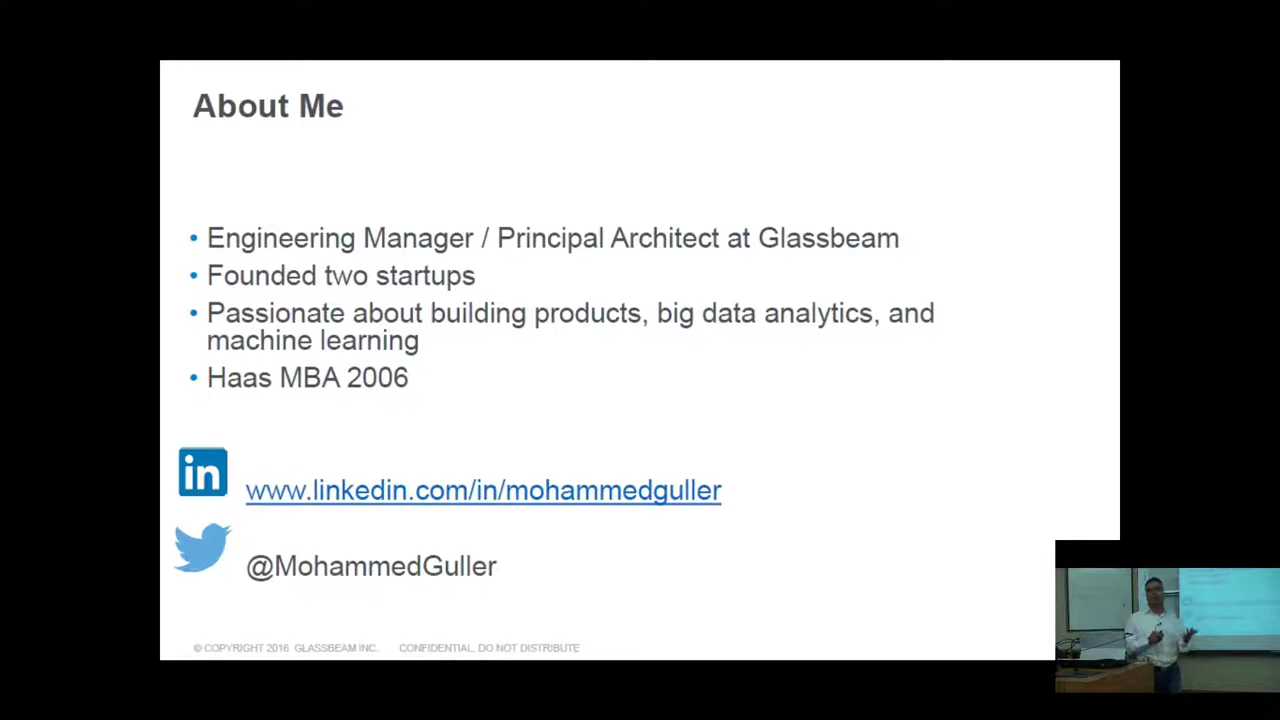 About Me
• Engineering Manager / Principal Architect at Glassbeam
• Founded two startups
• Passionate about building products, big data analytics, and
machine learning
• Haas MBA 2006
in
www.linkedin.com/in/mohammedguller
@MohammedGuller
© COPYRIGHT 2016 GLASSBEAM INC. CONFIDENTIAL. DO NOT DISTRIBUTE